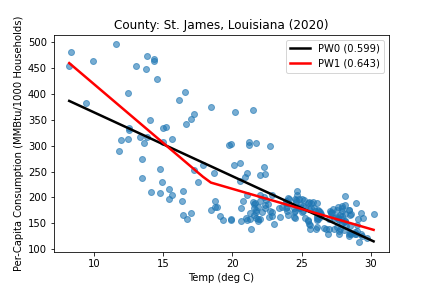 County: St. James, Louisiana (2020)
PW0 (0.599)
PW1 (0.643)
Per-Capita Consumption (MMBtu/1000 Households)
500
450
400
350
300
250
200
150
100
10
15
20
25
30
Temp (deg C)